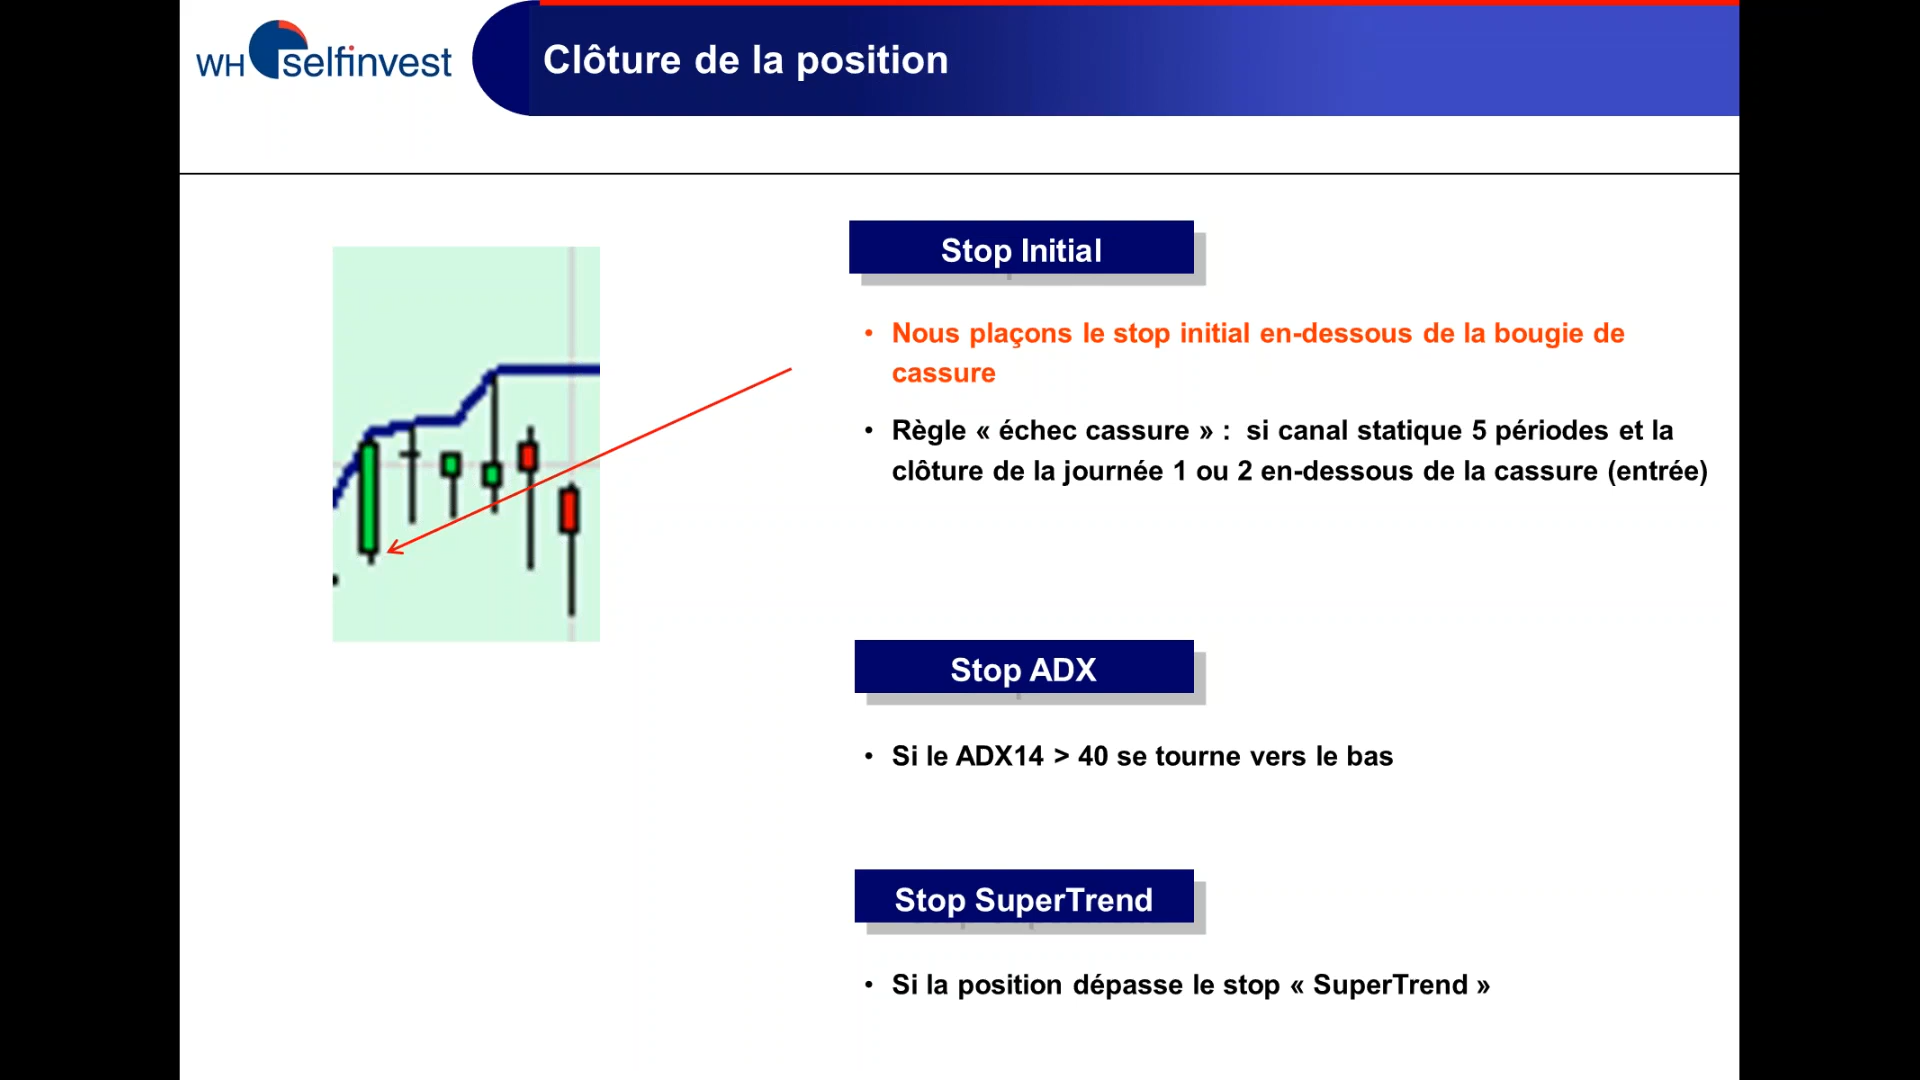 WH selfinvest
Clôture de la position
Stop Initial
• Nous plaçons le stop initial en-dessous de la bougie de
cassure
• Règle « échec cassure » : si canal statique 5 périodes et la
clôture de la journée 1 ou 2 en-dessous de la cassure (entrée)
Stop ADX
• Si le ADX14 > 40 se tourne vers le bas
Stop SuperTrend
• Si la position dépasse le stop « SuperTrend »